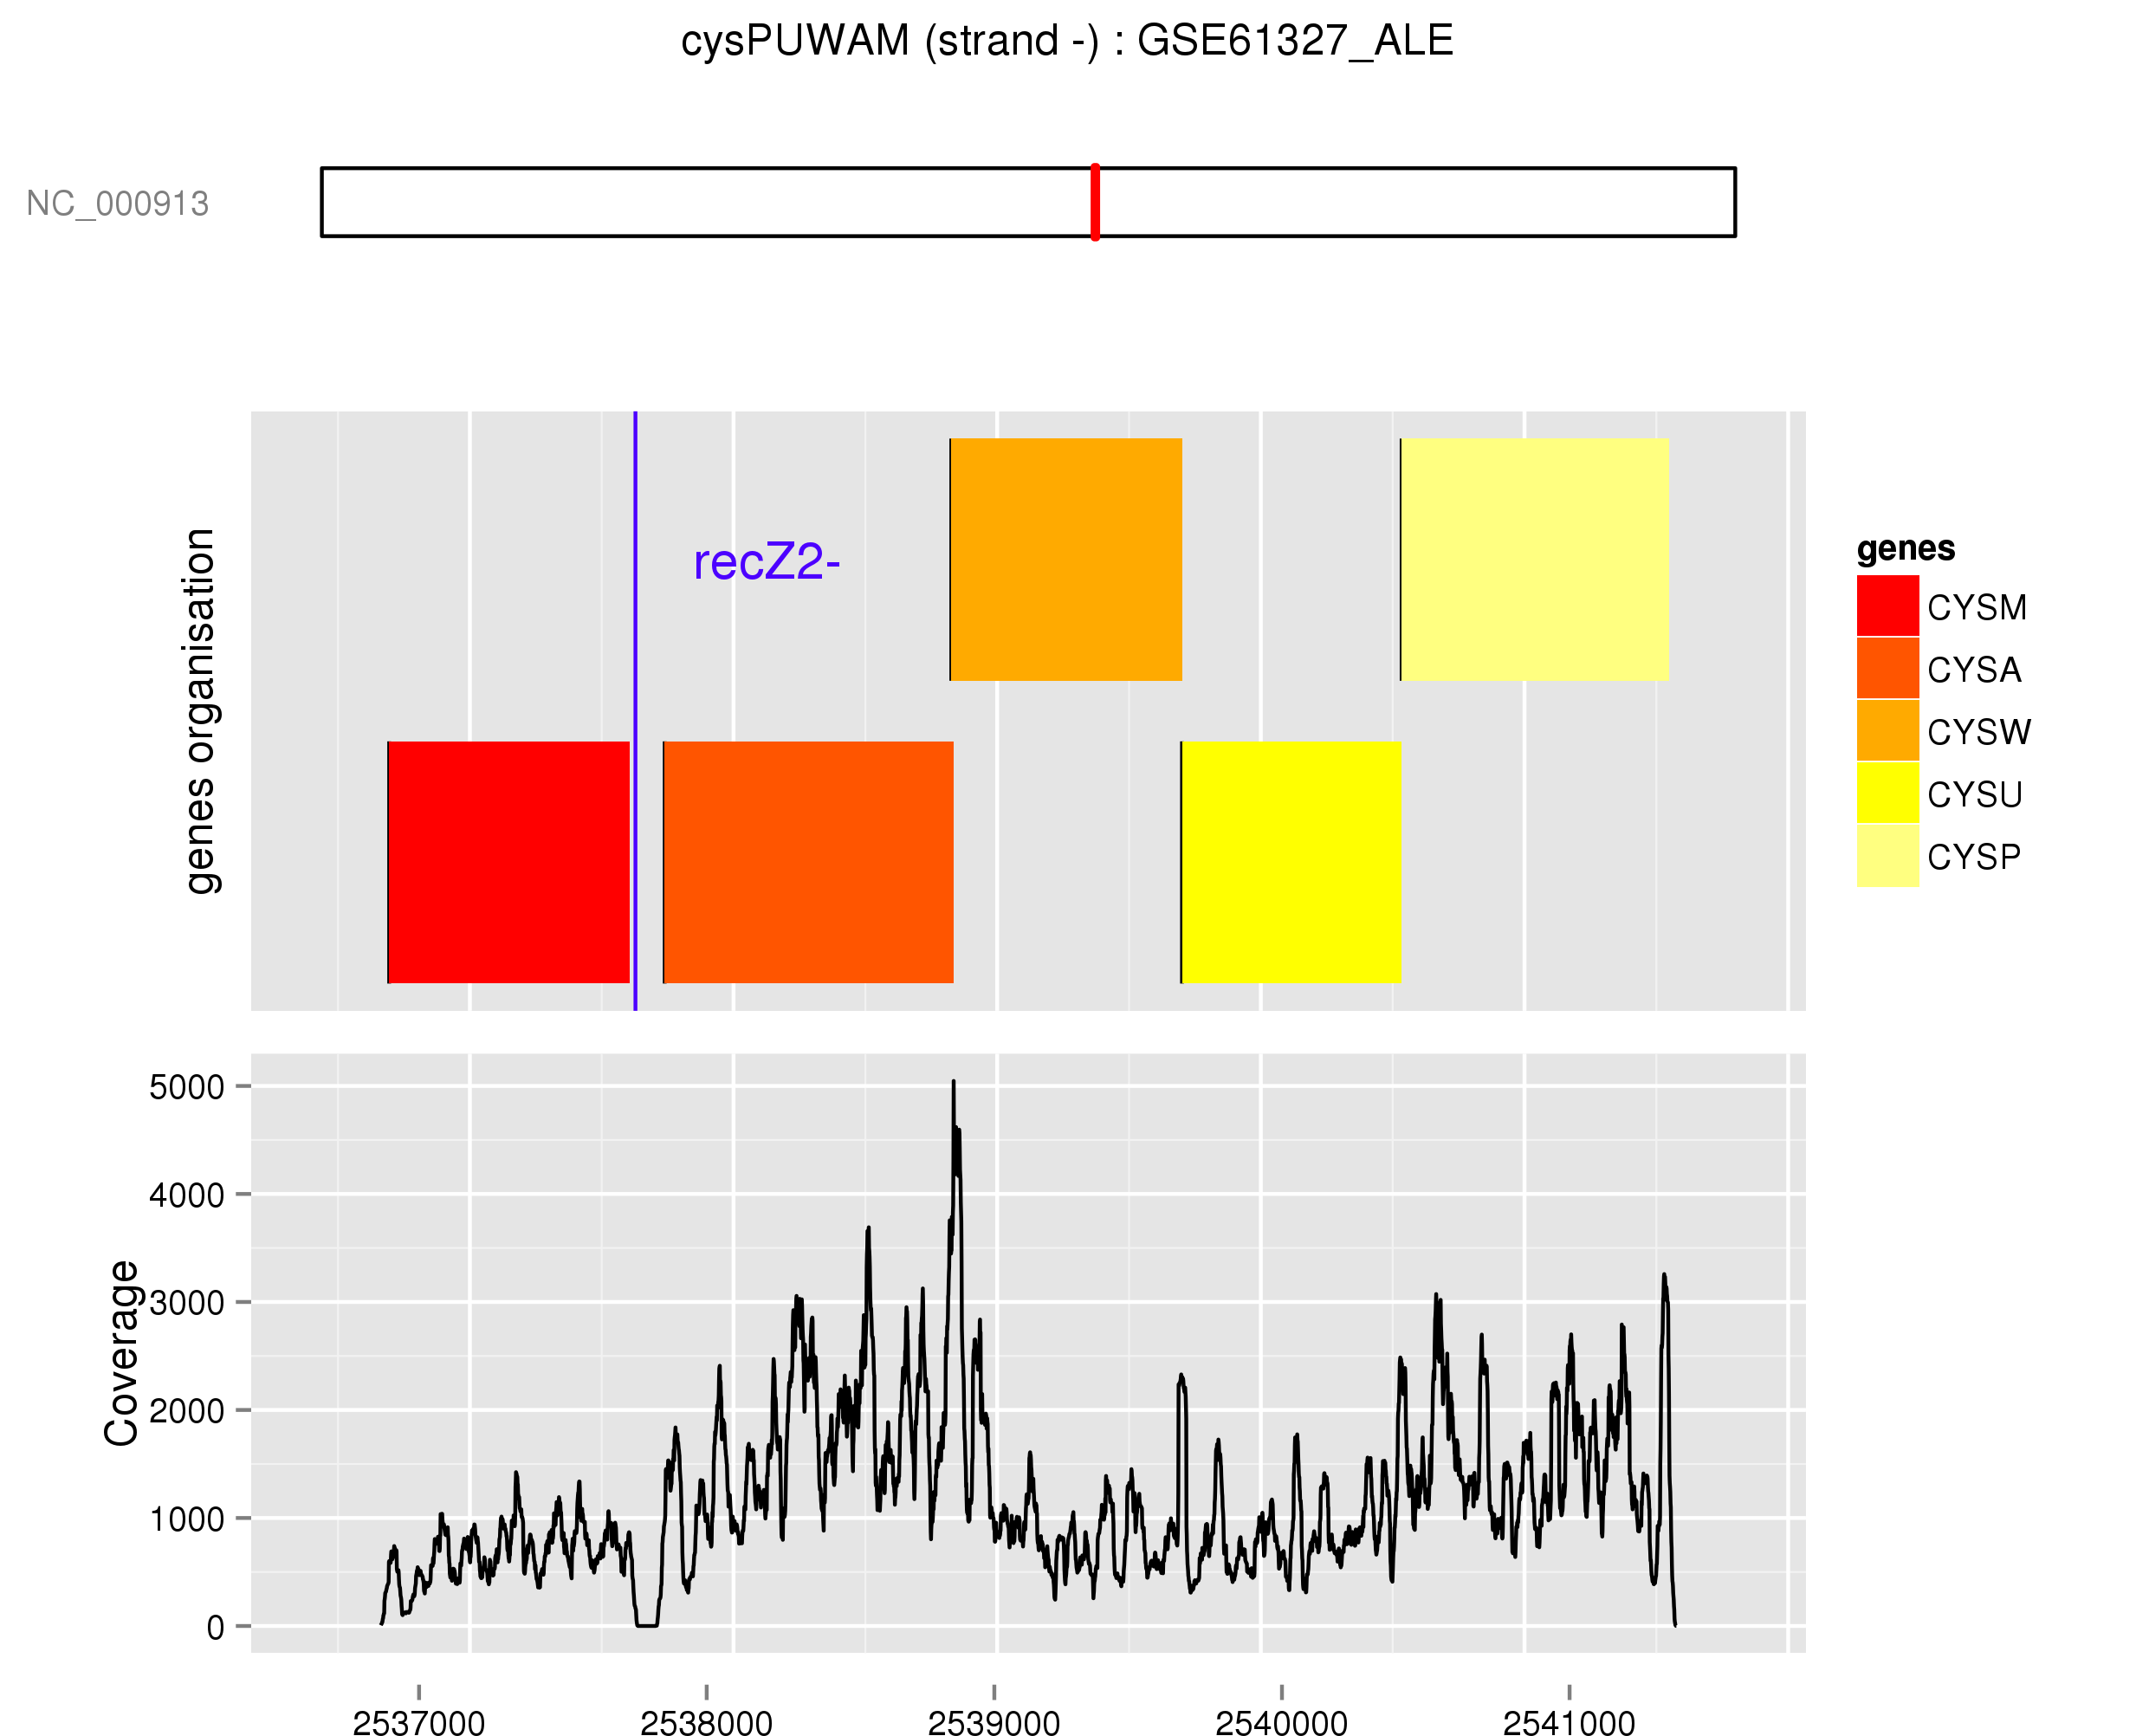 cysPUWAM (strand -) : GSE61327_ALE
NC_000913
genes organisation
recZ2-
genes
CYSM
CYSA
CYSW
CYSU
CYSP
Coverage
5000
4000
3000
2000
1000
0
2537000 2538000 2539000 2540000 2541000